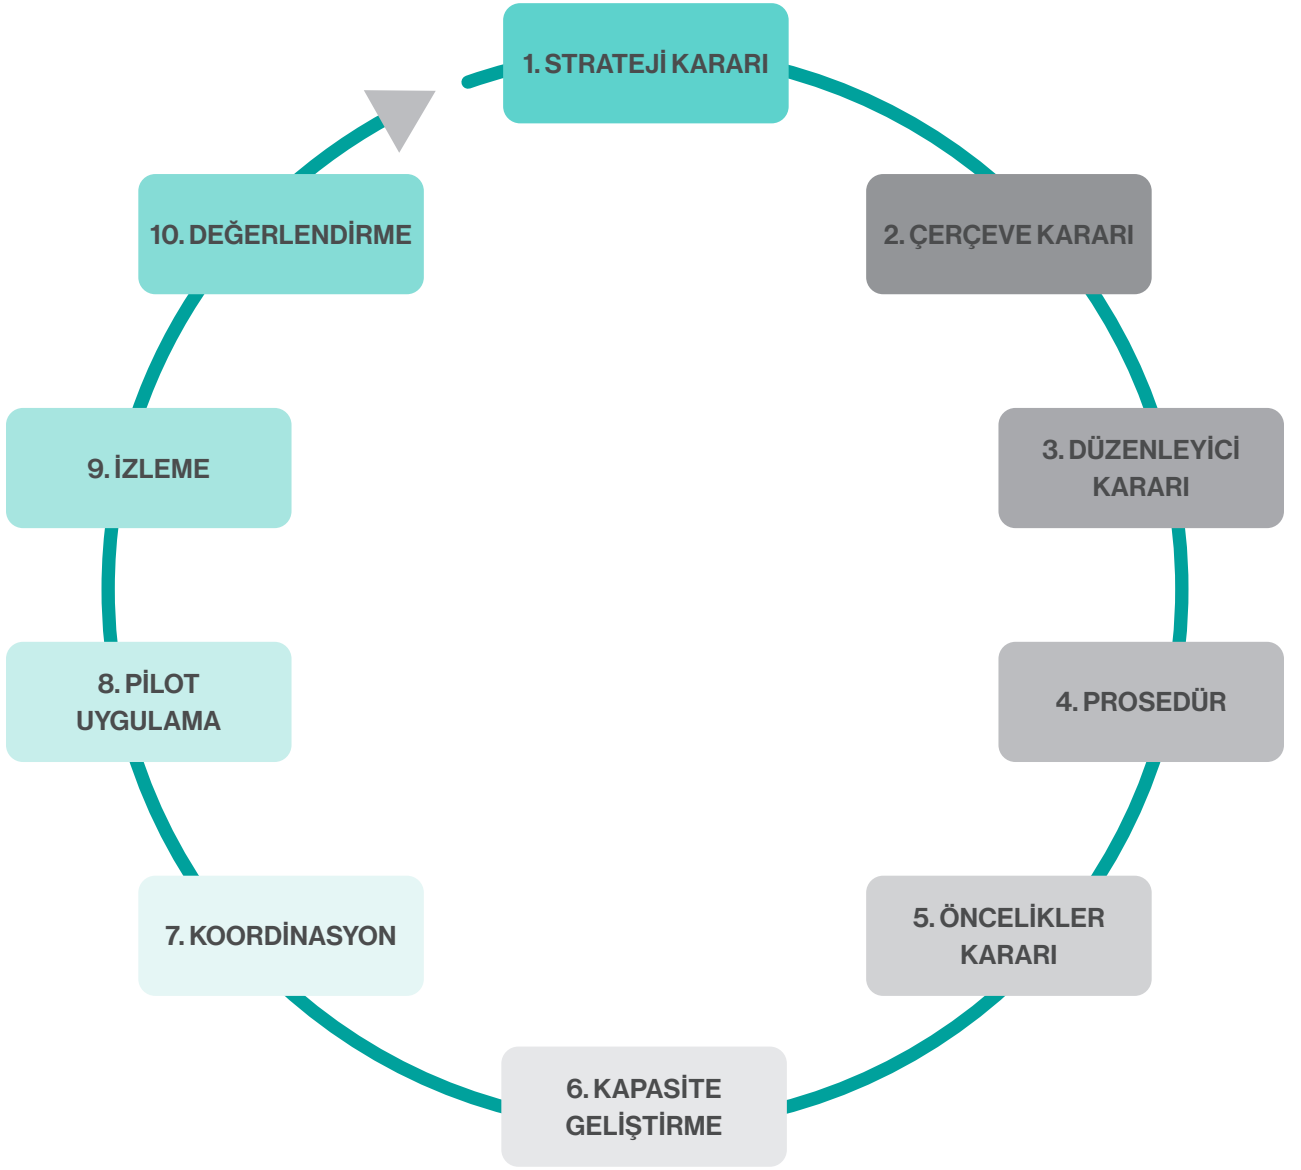 1. STRATEJİ KARARI
2. ÇERÇEVE KARARI
3. DÜZENLEYİCİ
KARARI
4. PROSEDÜR
5. ÖNCELİKLER
KARARI
6. KAPASİTE
GELİŞTİRME
7. KOORDİNASYON
8. PİLOT
UYGULAMA
9. İZLEME
10. DEĞERLENDİRME